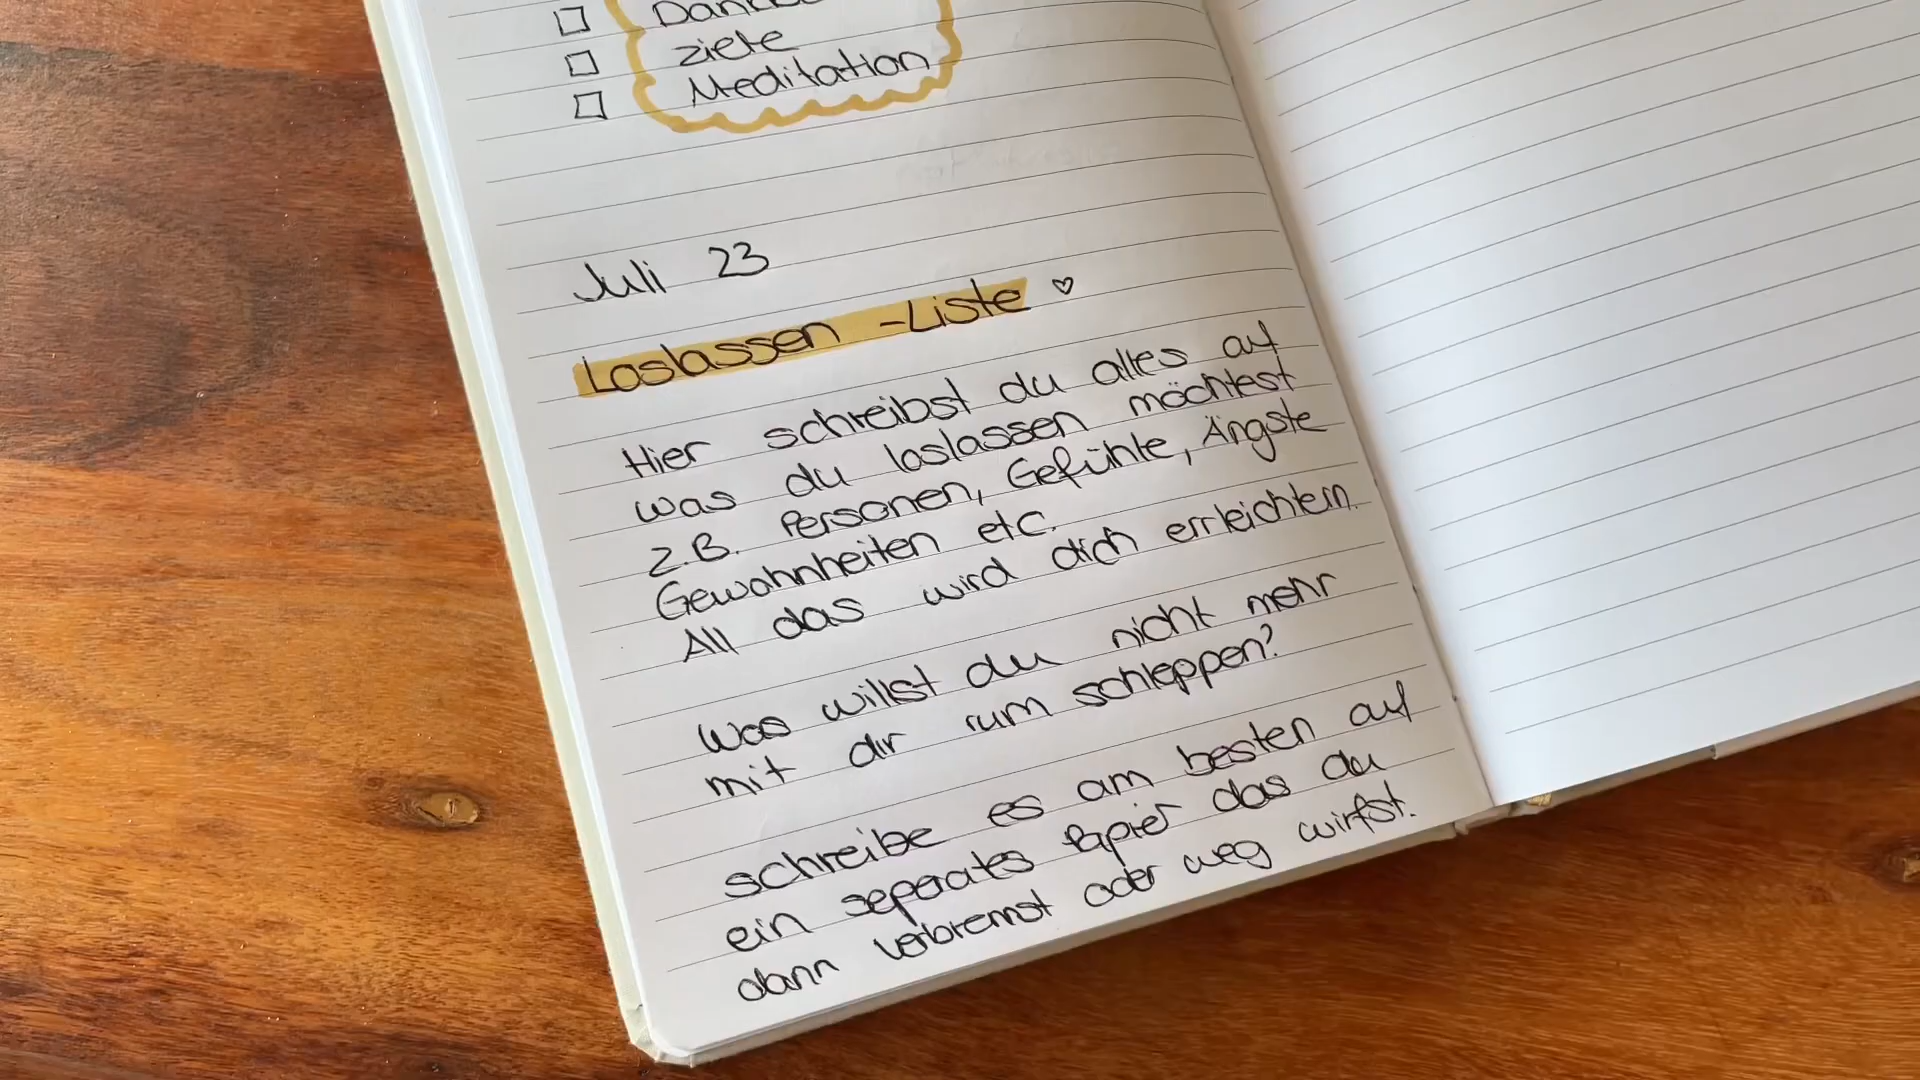 ziele
Meditation
Juli 23
Loslassen - Liste ♡
Hier schreibst du alles auf
was du loslassen möchtest
z.B. Personen, Gefühle, Ängste
Gewohnheiten etc.
All das wird dich erleichtern.
Was willst du nicht mehr
mit dir rum schleppen?
schreibe es am besten auf
ein seperates Papier das du
dann verbrennst oder weg wirfst.